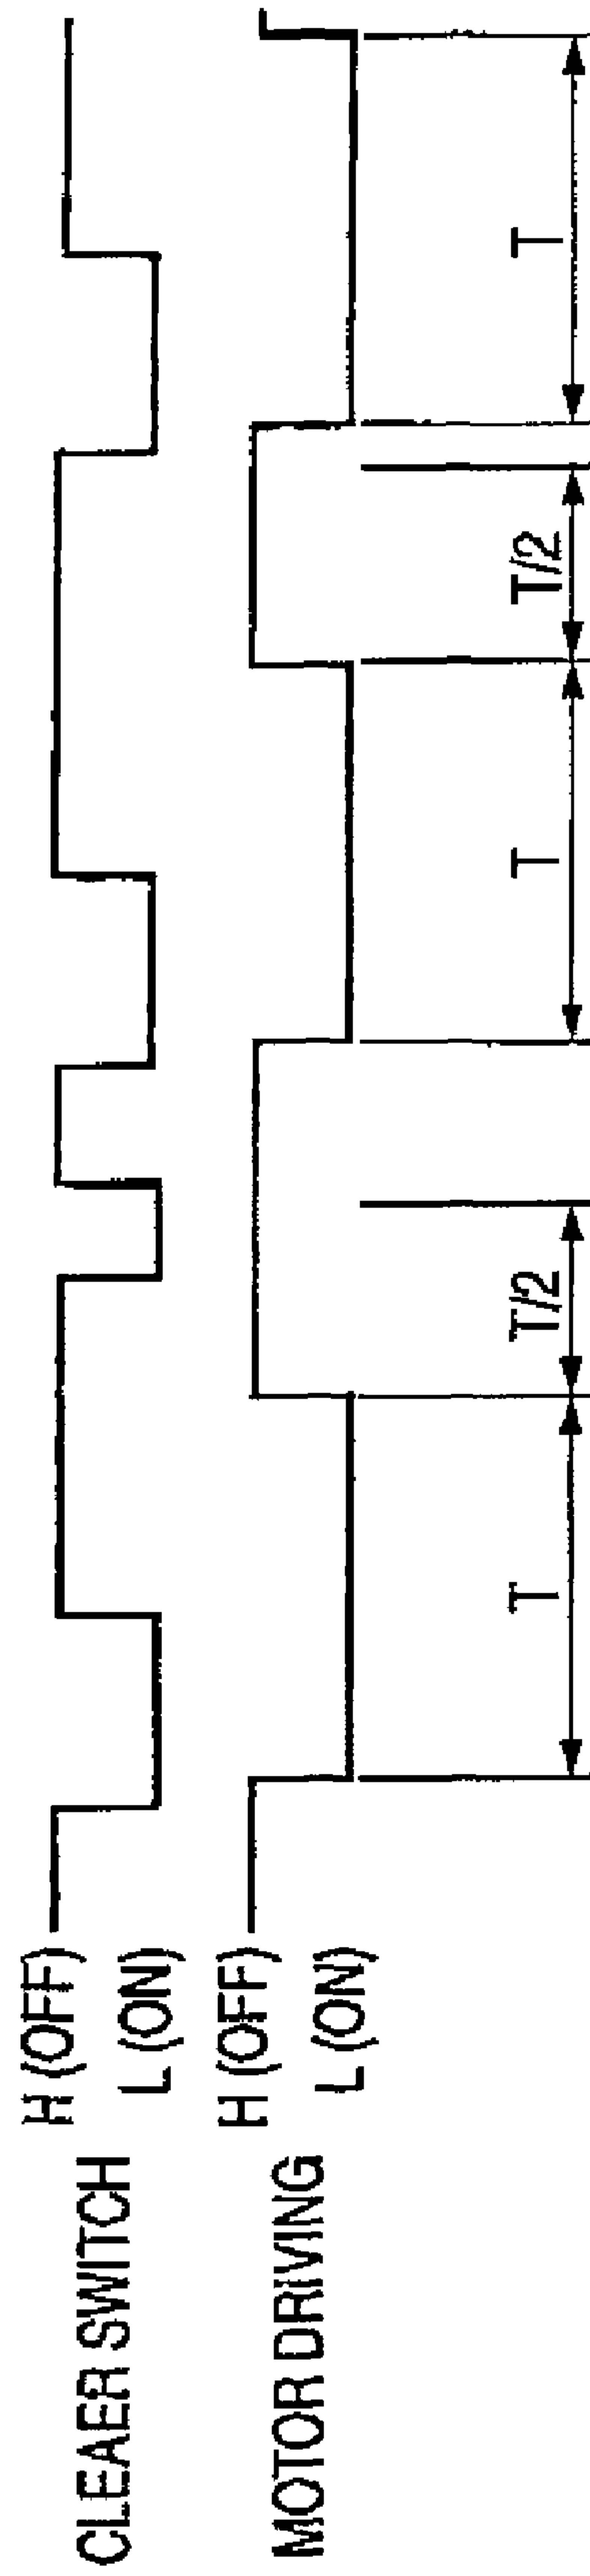 CLEAER SWITCH
H (OFF)
L (ON)
MOTOR DRIVING
H (OFF)
L (ON)
T
T/2
T
T/2
T